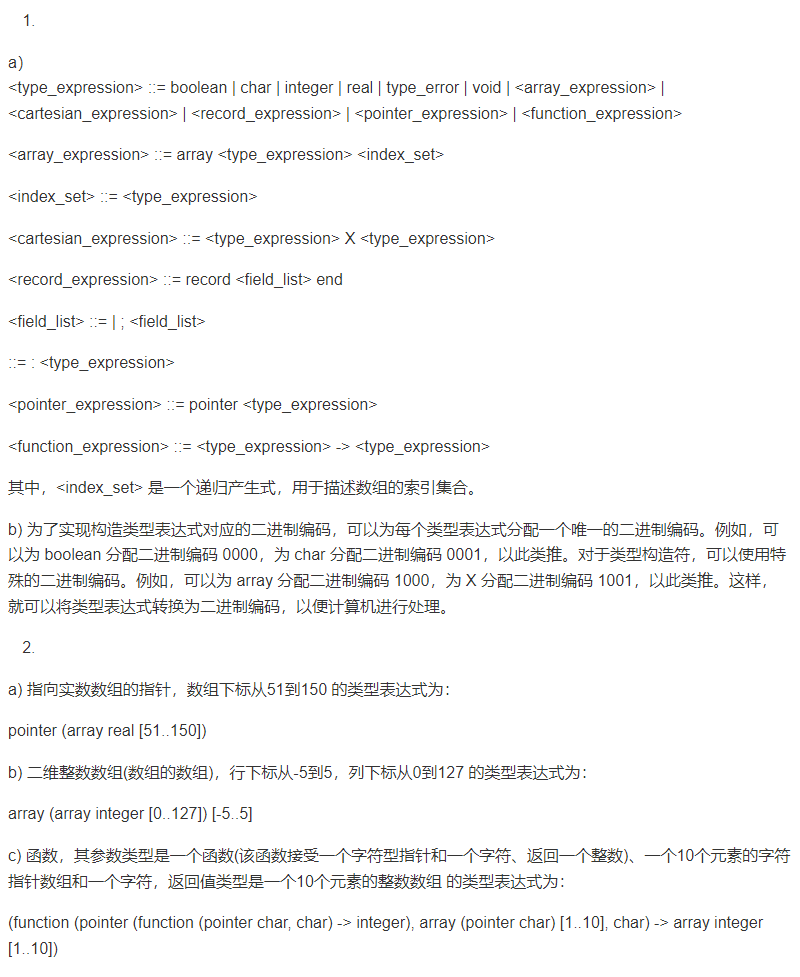 1.
a)
<type_expression> ::= boolean | char | integer | real | type_error | void | <array_expression> |
<cartesian_expression> | <record_expression> | <pointer_expression> | <function_expression>
<array_expression> ::= array <type_expression> <index_set>
<index_set> ::= <type_expression>
<cartesian_expression> ::= <type_expression> X <type_expression>
<record_expression> ::= record <field_list> end
<field_list> ::= | ; <field_list>
::= : <type_expression>
<pointer_expression> ::= pointer <type_expression>
<function_expression> ::= <type_expression> -> <type_expression>
其中，<index_set> 是一个递归产生式，用于描述数组的索引集合。
b) 为了实现构造类型表达式对应的二进制编码，可以为每个类型表达式分配一个唯一的二进制编码。例如，可
以为 boolean 分配二进制编码 0000，为 char 分配二进制编码 0001，以此类推。对于类型构造符，可以使用特
殊的二进制编码。例如，可以为 array 分配二进制编码 1000，为 X 分配二进制编码 1001，以此类推。这样，
就可以将类型表达式转换为二进制编码，以便计算机进行处理。
2.
a) 指向实数数组的指针，数组下标从51到150 的类型表达式为：
pointer (array real [51..150])
b) 二维整数数组(数组的数组)，行下标从-5到5，列下标从0到127 的类型表达式为：
array (array integer [0..127]) [-5..5]
c) 函数，其参数类型是一个函数(该函数接受一个字符型指针和一个字符、返回一个整数)、一个10个元素的字符
指针数组和一个字符，返回值类型是一个10个元素的整数数组 的类型表达式为：
(function (pointer (function (pointer char, char) -> integer), array (pointer char) [1..10], char) -> array integer
[1..10])